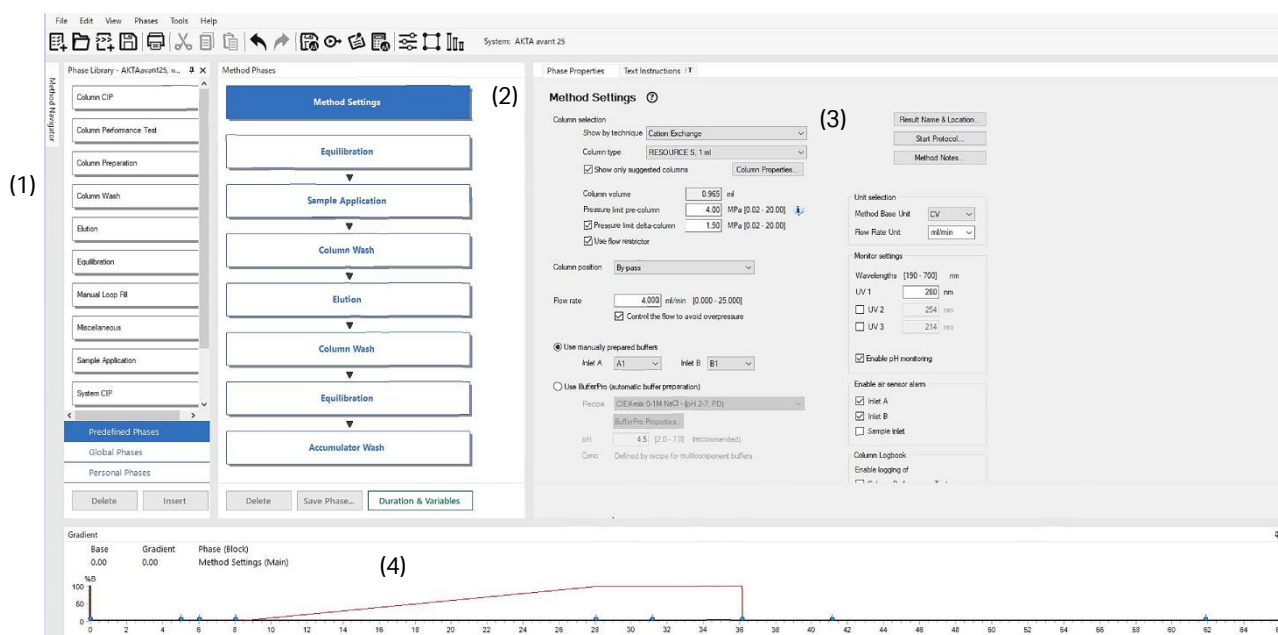 File Edit View Phases Tools Help
System: AKTA avant 25
Method Navigator
(1)
Phase Library - AKTAavant25, v...
Column CIP
Column Performance Test
Column Preparation
Column Wash
Elution
Equilibration
Manual Loop Fill
Miscellaneous
Sample Application
System CIP
Predefined Phases
Global Phases
Personal Phases
Delete Insert
Method Phases
(2)
Method Settings
Equilibration
Sample Application
Column Wash
Elution
Column Wash
Equilibration
Accumulator Wash
Delete Save Phase... Duration & Variables
Phase Properties Text Instructions
Method Settings
(3)
Column selection
Show by technique Cation Exchange
Column type RESOURCE S, 1 ml
Show only suggested columns Column Properties...
Column volume 0.965 ml
Pressure limit pre-column 4.00 MPa [0.02 - 20.00]
Pressure limit delta-column 1.50 MPa [0.02 - 20.00]
Use flow restrictor
Column position By-pass
Flow rate 4.000 ml/min [0.000 - 25.000]
Control the flow to avoid overpressure
Use manually prepared buffers
Inlet A A1 Inlet B B1
Use BufferPro (automatic buffer preparation)
Recipe CIEX-mix 0-1M NaCl - (pH 2-7, PD)
BufferPro Properties...
pH 4.5 [2.0 - 7.0] (recommended)
Conc Defined by recipe for multicomponent buffers
Result Name & Location...
Start Protocol...
Method Notes...
Unit selection
Method Base Unit CV
Flow Rate Unit ml/min
Monitor settings
Wavelengths [190 - 700] nm
UV 1 280 nm
UV 2 254 nm
UV 3 214 nm
Enable pH monitoring
Enable air sensor alarm
Inlet A
Inlet B
Sample inlet
Column Logbook
Enable logging of
Gradient
Base Gradient Phase (Block)
0.00 0.00 Method Settings (Main)
(4)
%B
100
50
0
0 2 4 6 8 10 12 14 16 18 20 22 24 26 28 30 32 34 36 38 40 42 44 46 48 50 52 54 56 58 60 62 64